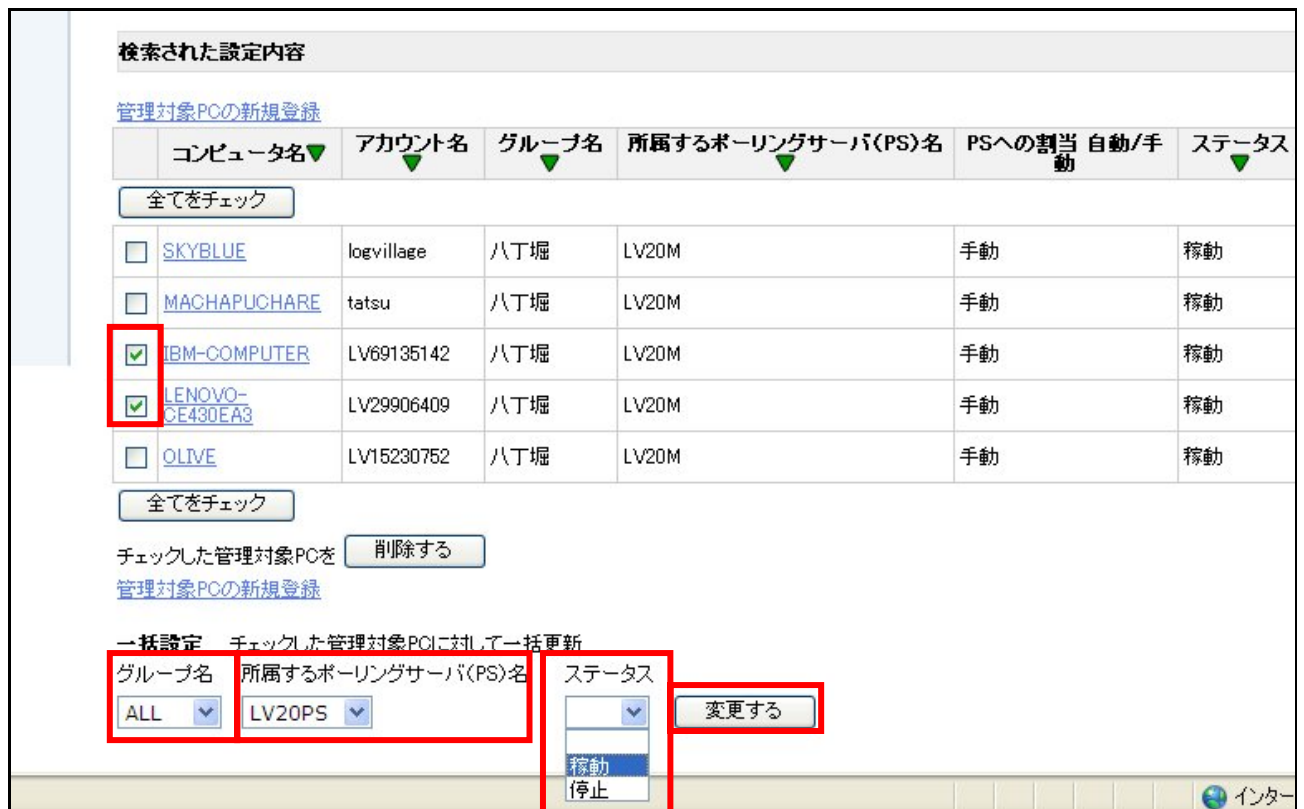 検索された設定内容
管理対象PCの新規登録
コンピュータ名▼ アカウント名▼ グループ名▼ 所属するポーリングサーバ(PS)名▼ PSへの割当 自動/手動 ステータス▼
全てをチェック
SKYBLUE logvillage 八丁堀 LV20M 手動 稼動
MACHAPUCHARE tatsu 八丁堀 LV20M 手動 稼動
IBM-COMPUTER LV69135142 八丁堀 LV20M 手動 稼動
LENOVO-
CE430EA3 LV29906409 八丁堀 LV20M 手動 稼動
OLIVE LV15230752 八丁堀 LV20M 手動 稼動
全てをチェック
チェックした管理対象PCを 削除する
管理対象PCの新規登録
一括設定 チェックした管理対象PCに対して一括更新
グループ名 所属するポーリングサーバ(PS)名 ステータス
ALL LV20PS 変更する
稼動
停止
インター